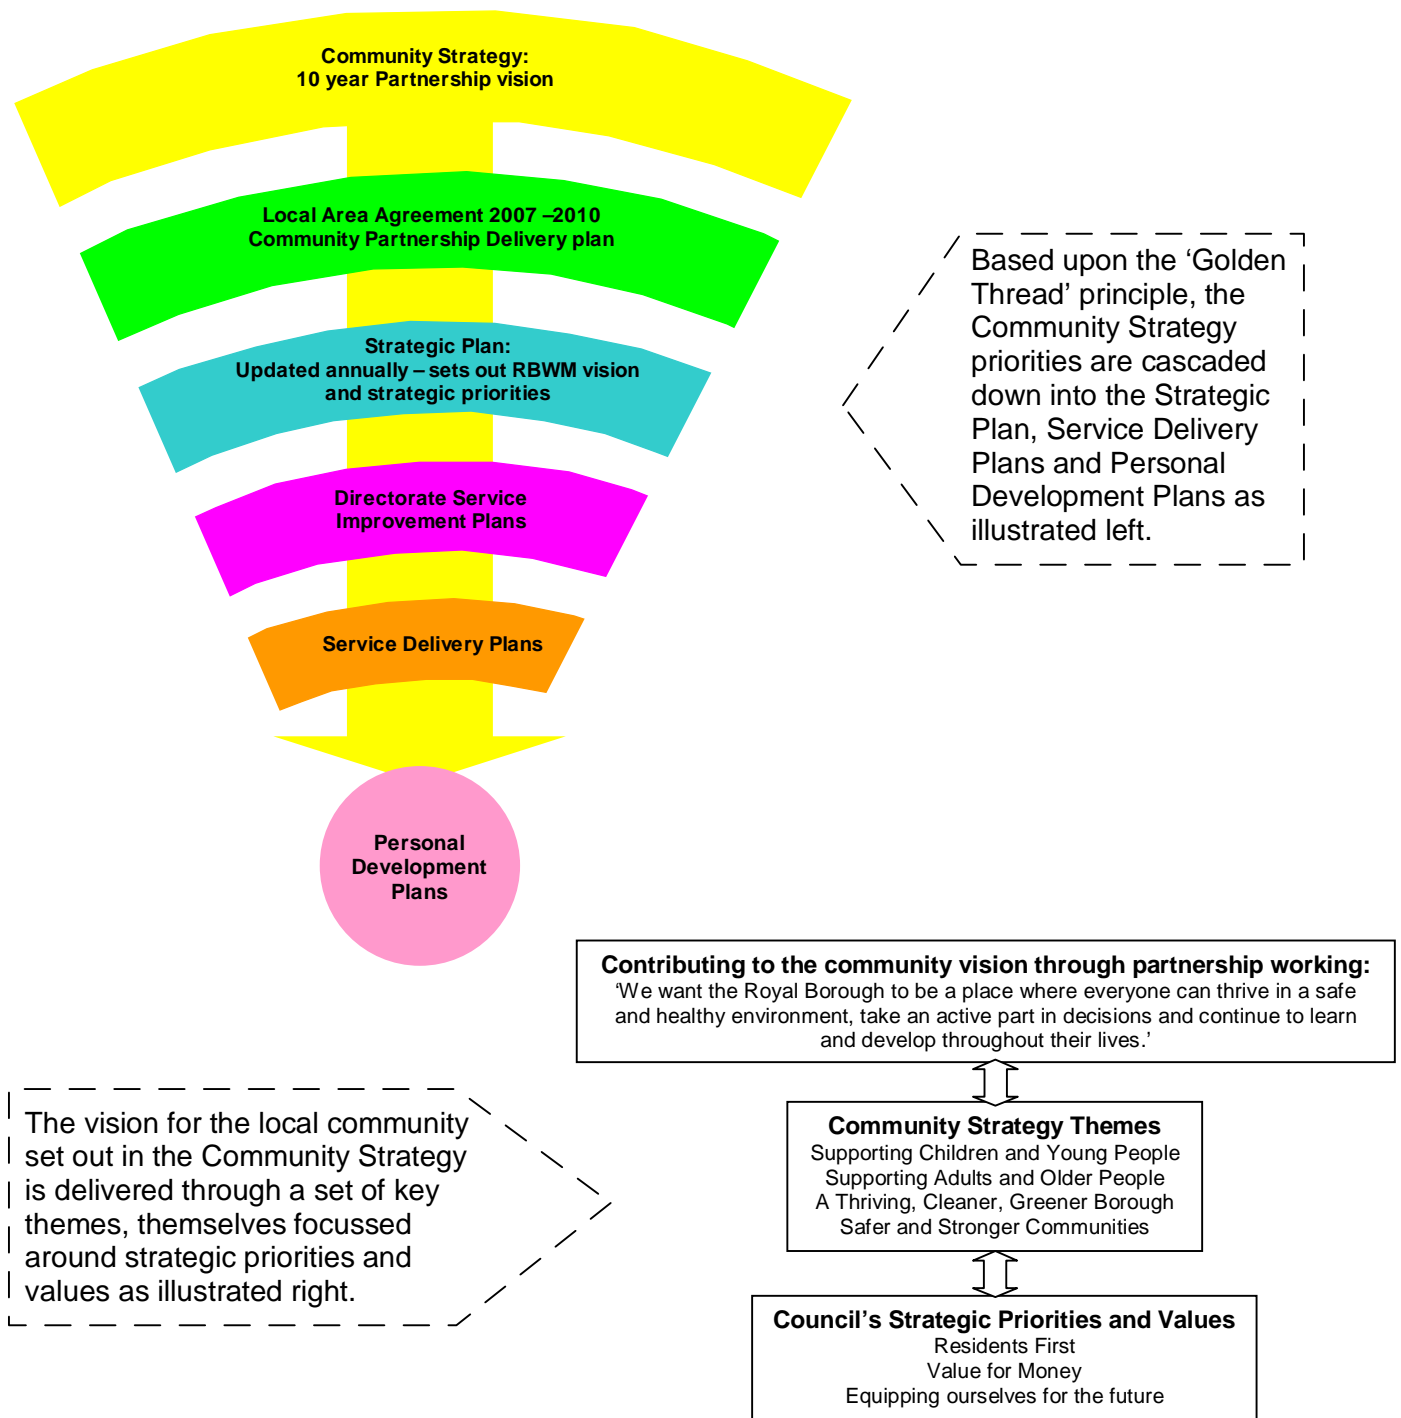 Community Strategy:
10 year Partnership vision
Local Area Agreement 2007 –2010
Community Partnership Delivery plan
Strategic Plan:
Updated annually – sets out RBWM vision
and strategic priorities
Directorate Service
Improvement Plans
Service Delivery Plans
Personal
Development
Plans
Based upon the ‘Golden
Thread’ principle, the
Community Strategy
priorities are cascaded
down into the Strategic
Plan, Service Delivery
Plans and Personal
Development Plans as
illustrated left.
Contributing to the community vision through partnership working:
‘We want the Royal Borough to be a place where everyone can thrive in a safe
and healthy environment, take an active part in decisions and continue to learn
and develop throughout their lives.’
The vision for the local community
set out in the Community Strategy
is delivered through a set of key
themes, themselves focussed
around strategic priorities and
values as illustrated right.
Community Strategy Themes
Supporting Children and Young People
Supporting Adults and Older People
A Thriving, Cleaner, Greener Borough
Safer and Stronger Communities
Council’s Strategic Priorities and Values
Residents First
Value for Money
Equipping ourselves for the future